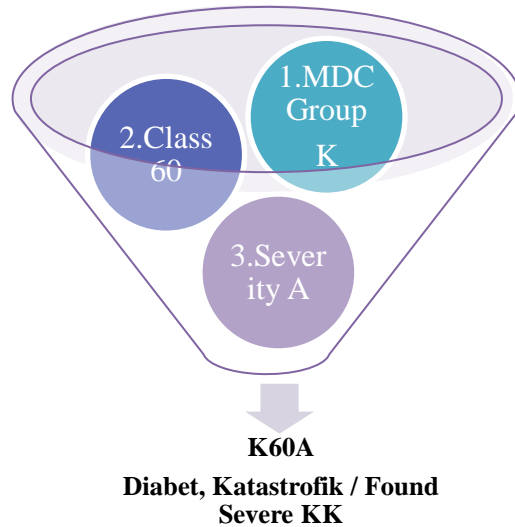 1.MDC
Group
K
2.Class
60
3.Sever
ity A
K60A
Diabet, Katastrofik / Found
Severe KK